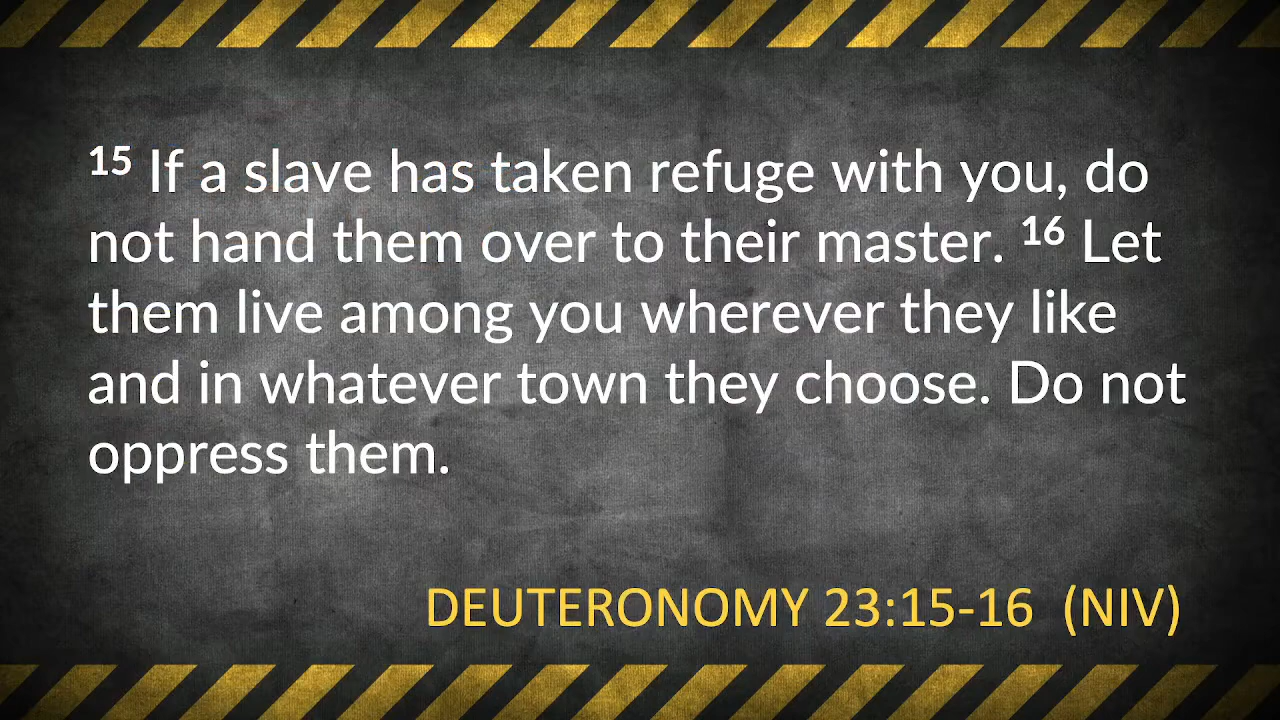 15 If a slave has taken refuge with you, do
not hand them over to their master. 16 Let
them live among you wherever they like
and in whatever town they choose. Do not
oppress them.
DEUTERONOMY 23:15-16 (NIV)